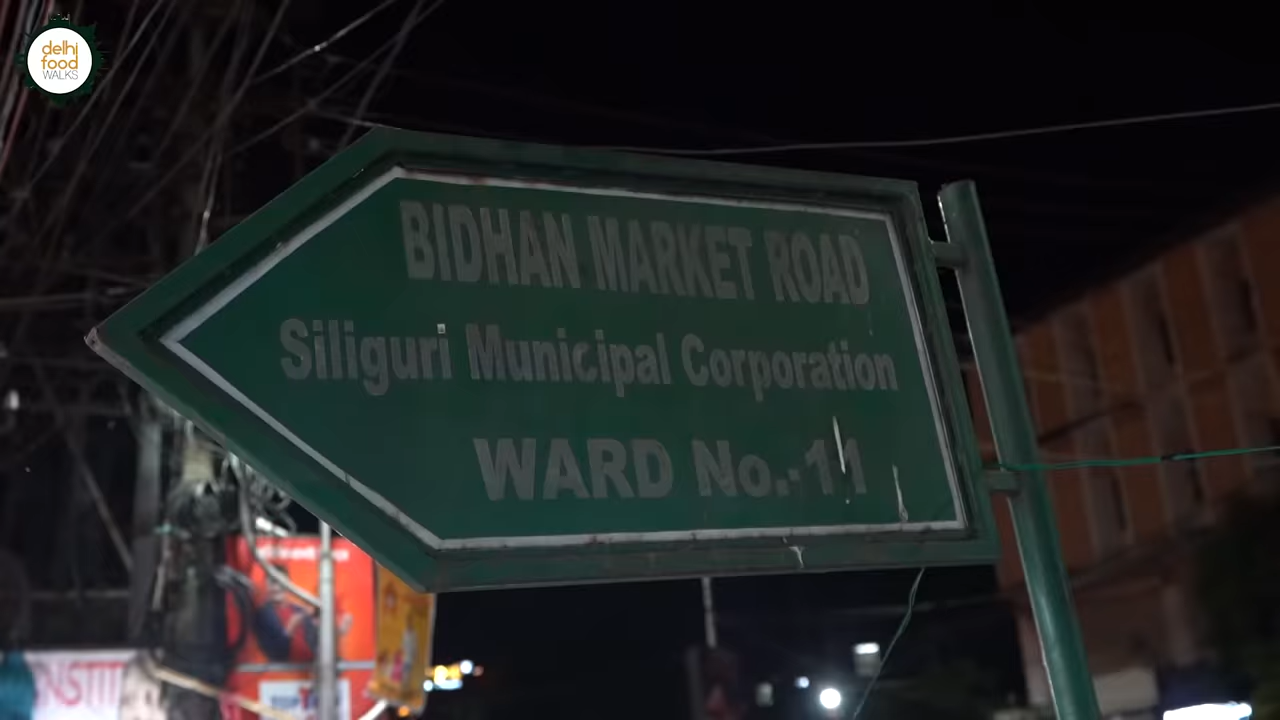 delhi
food
WALKS
BIDHAN MARKET ROAD
Siliguri Municipal Corporation
WARD No.-11